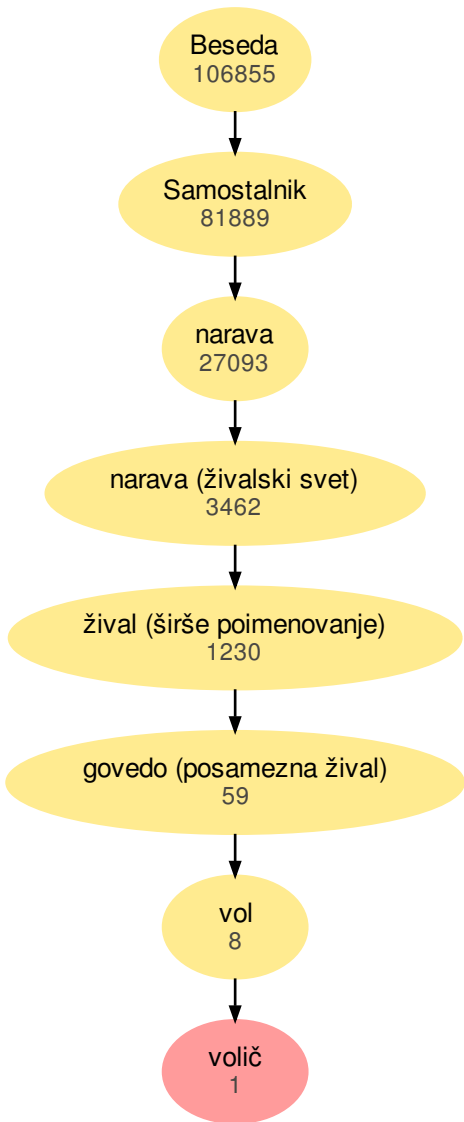 Beseda
106855
Samostalnik
81889
narava
27093
narava (živalski svet)
3462
žival (širše poimenovanje)
1230
govedo (posamezna žival)
59
vol
8
volič
1